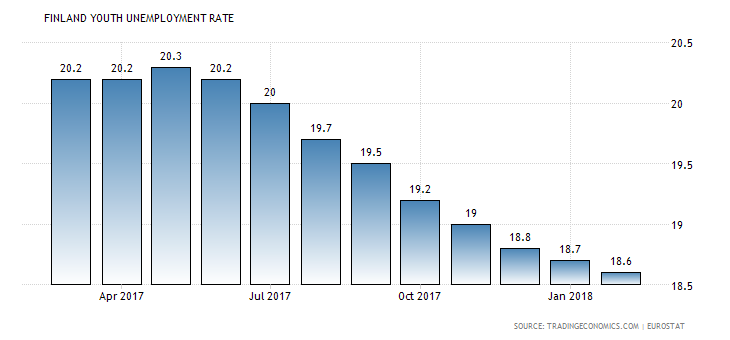 FINLAND YOUTH UNEMPLOYMENT RATE
20.2 20.2 20.3 20.2 20 19.7 19.5 19.2 19 18.8 18.7 18.6
20.5
20
19.5
19
18.5
Apr 2017 Jul 2017 Oct 2017 Jan 2018
SOURCE: TRADINGECONOMICS.COM | EUROSTAT